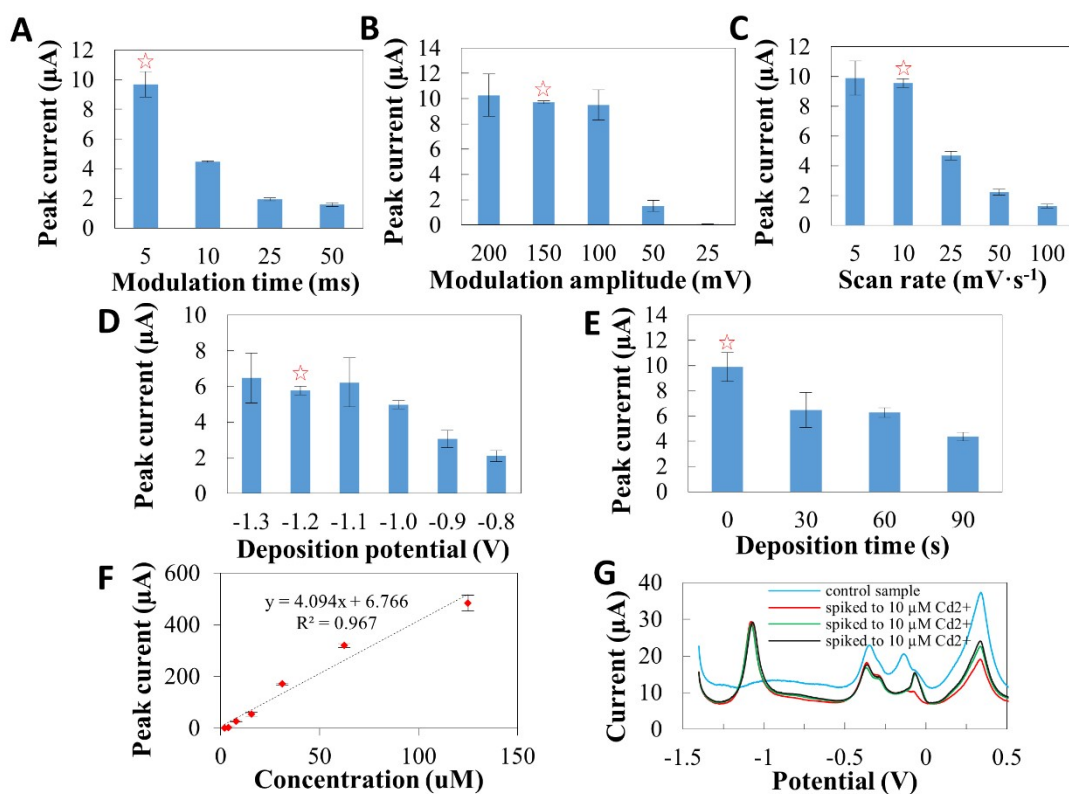 A
Peak current (µA)
12
10
8
6
4
2
0
5 10 25 50
Modulation time (ms)
B
Peak current (µA)
14
12
10
8
6
4
2
0
200 150 100 50 25
Modulation amplitude (mV)
C
Peak current (µA)
12
10
8
6
4
2
0
5 10 25 50 100
Scan rate (mV·s⁻¹)
D
Peak current (µA)
10
8
6
4
2
0
-1.3 -1.2 -1.1 -1.0 -0.9 -0.8
Deposition potential (V)
E
Peak curernt (µA)
14
12
10
8
6
4
2
0
0 30 60 90
Deposition time (s)
F
Peak curent (µA)
600
400
200
0
y = 4.094x + 6.766
R² = 0.967
0 50 100 150
Concentration (uM)
G
Current (µA)
40
30
20
10
0
control sample
spiked to 10 µM Cd2+
spiked to 10 µM Cd2+
spiked to 10 µM Cd2+
-1.5 -1 -0.5 0 0.5
Potential (V)